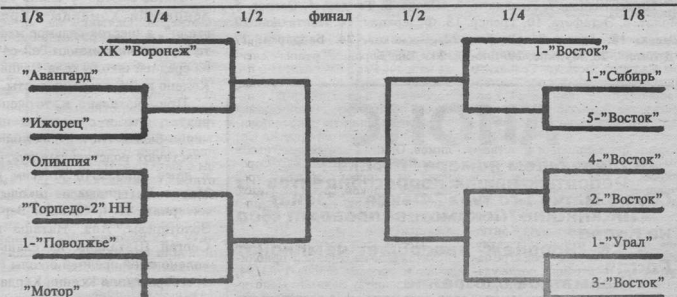 1/8 1/4 1/2 финал 1/2 1/4 1/8
ХК "Воронеж" 1-"Восток"
"Авангард" 1-"Сибирь"
"Ижорец" 5-"Восток"
"Олимпия" 4-"Восток"
"Торпедо-2" НН 2-"Восток"
1-"Поволжье" 1-"Урал"
"Мотор" 3-"Восток"